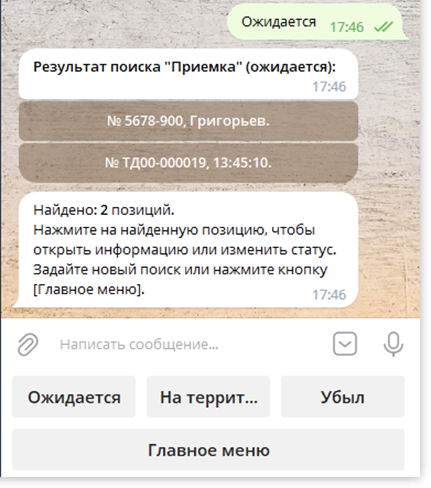 Ожидается 17:46
Результат поиска "Приемка" (ожидается):
17:46
№ 5678-900, Григорьев.
№ ТД00-000019, 13:45:10.
Найдено: 2 позиций.
Нажмите на найденную позицию, чтобы
открыть информацию или изменить статус.
Задайте новый поиск или нажмите кнопку
[Главное меню].
17:46
Написать сообщение...
Ожидается На террит... Убыл
Главное меню